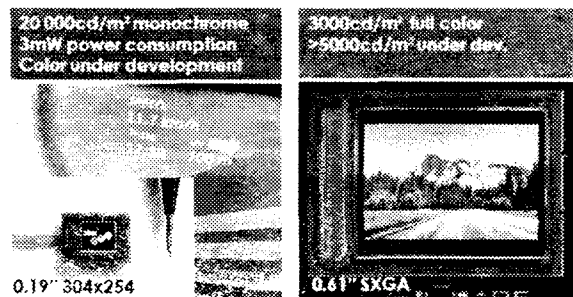 20 000cd/m² monochrome
3mW power consumption
Color under development
0.19" 304x254
3000cd/m² full color
>5000cd/m² under dev.
0.61" SXGA